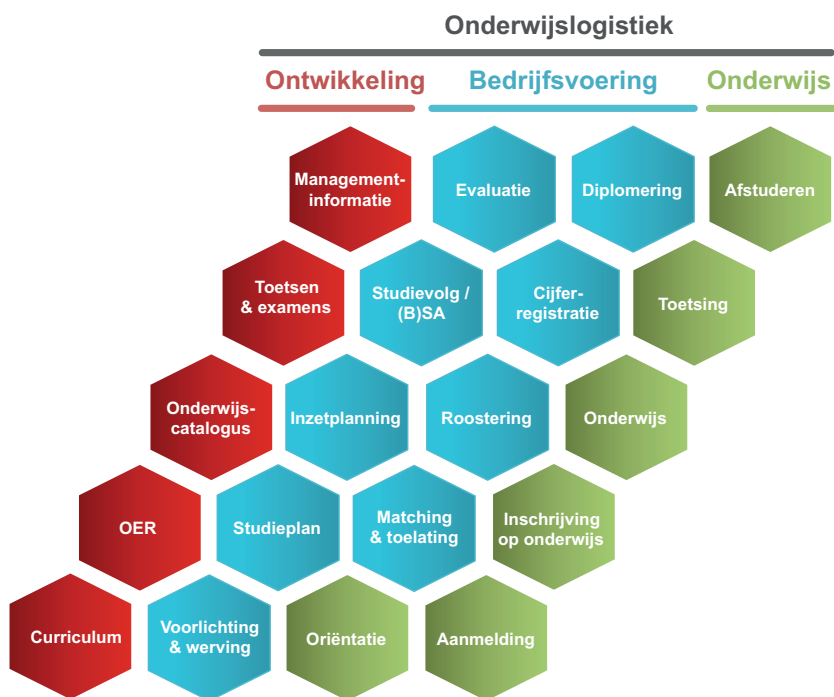 Onderwijslogistiek
Ontwikkeling Bedrijfsvoering Onderwijs
Management-
informatie
Evaluatie
Diplomering
Afstuderen
Toetsen
& examens
Studievolg /
(B)SA
Cijfer-
registratie
Toetsing
Onderwijs-
catalogus
Inzetplanning
Roostering
Onderwijs
OER
Studieplan
Matching
& toelating
Inschrijving
op onderwijs
Curriculum
Voorlichting
& werving
Oriëntatie
Aanmelding